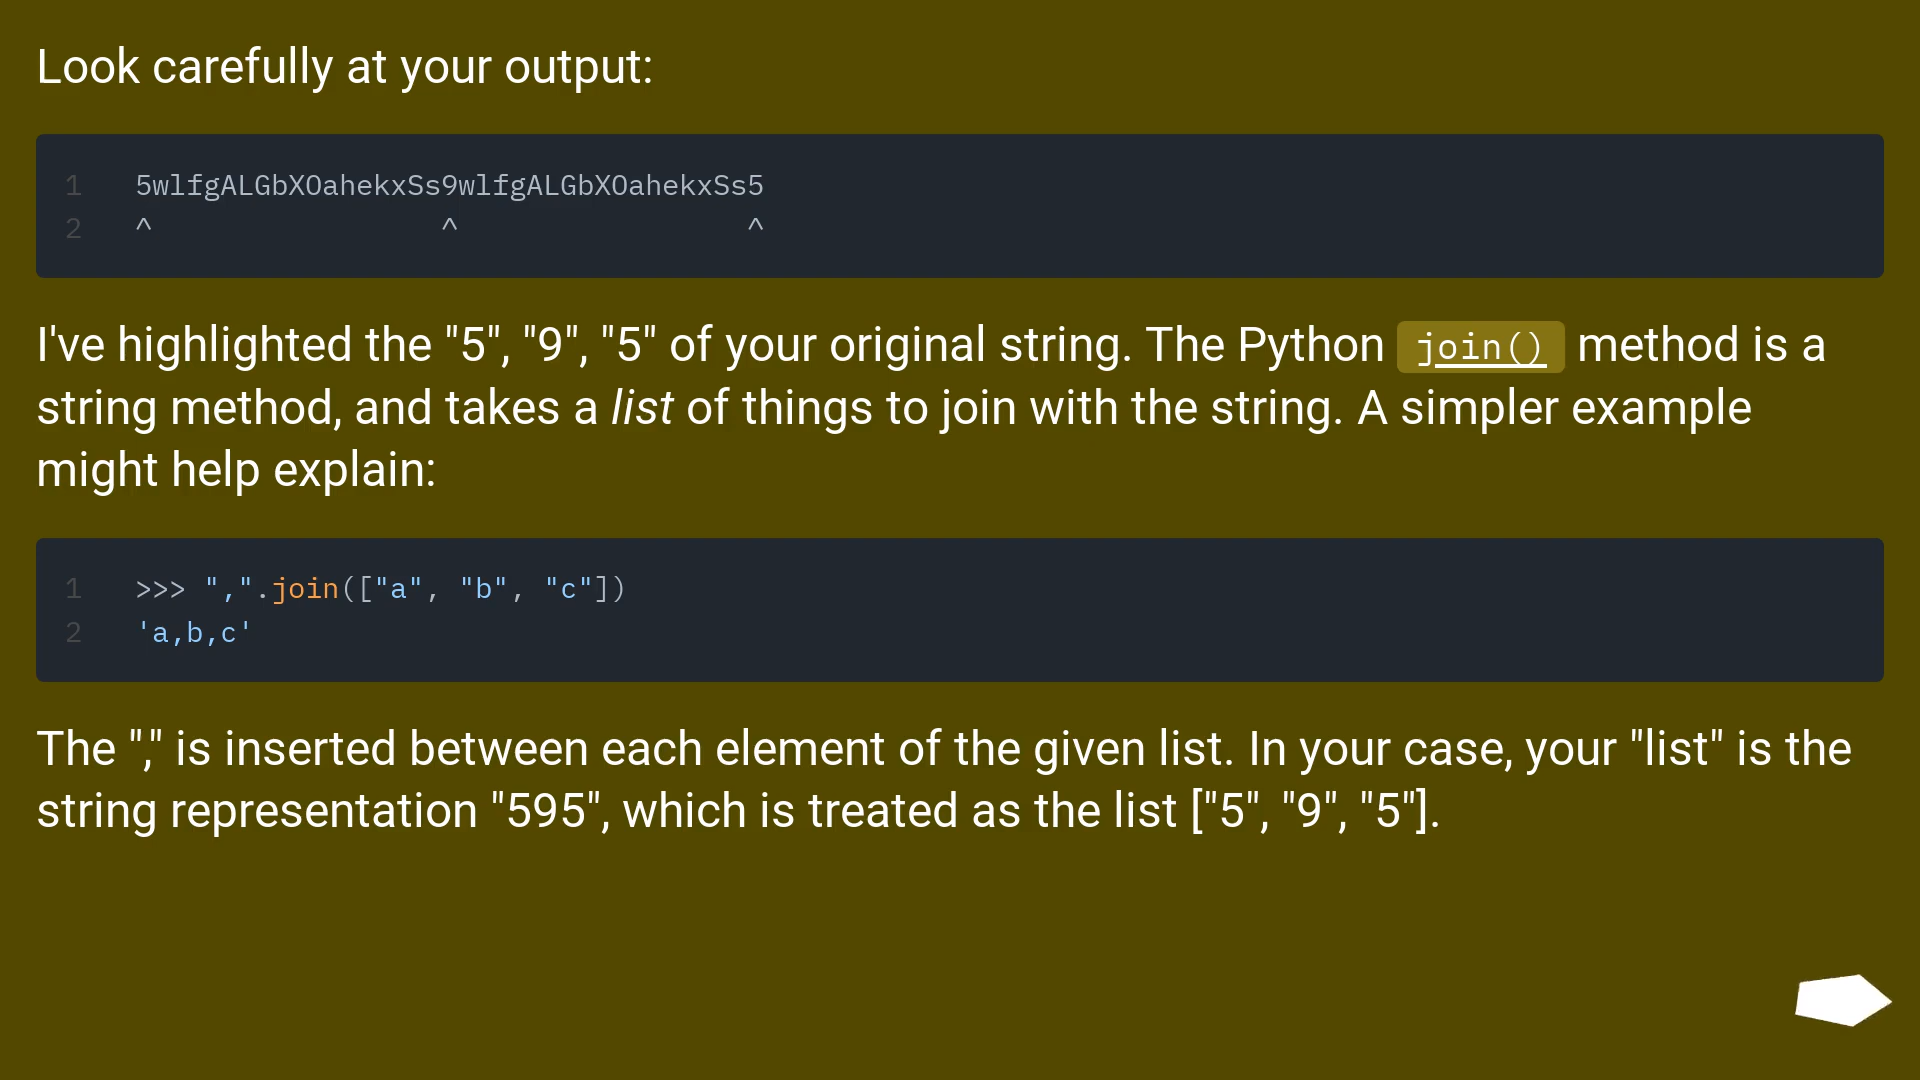 Look carefully at your output:
1 5wlfgALGbXOahekxSs9wlfgALGbXOahekxSs5
2 ^                 ^                 ^
I've highlighted the "5", "9", "5" of your original string. The Python join() method is a
string method, and takes a list of things to join with the string. A simpler example
might help explain:
1 >>> ",".join(["a", "b", "c"])
2 'a,b,c'
The "," is inserted between each element of the given list. In your case, your "list" is the
string representation "595", which is treated as the list ["5", "9", "5"].